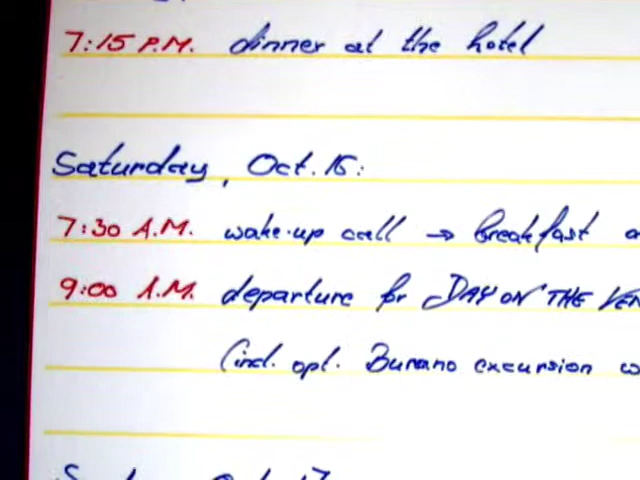 7:15 P.M. dinner at the hotel
Saturday, Oct. 16:
7:30 A.M. wake-up call → breakfast
9:00 A.M. departure for DAY ON THE
(incl. opt. Burano excursion